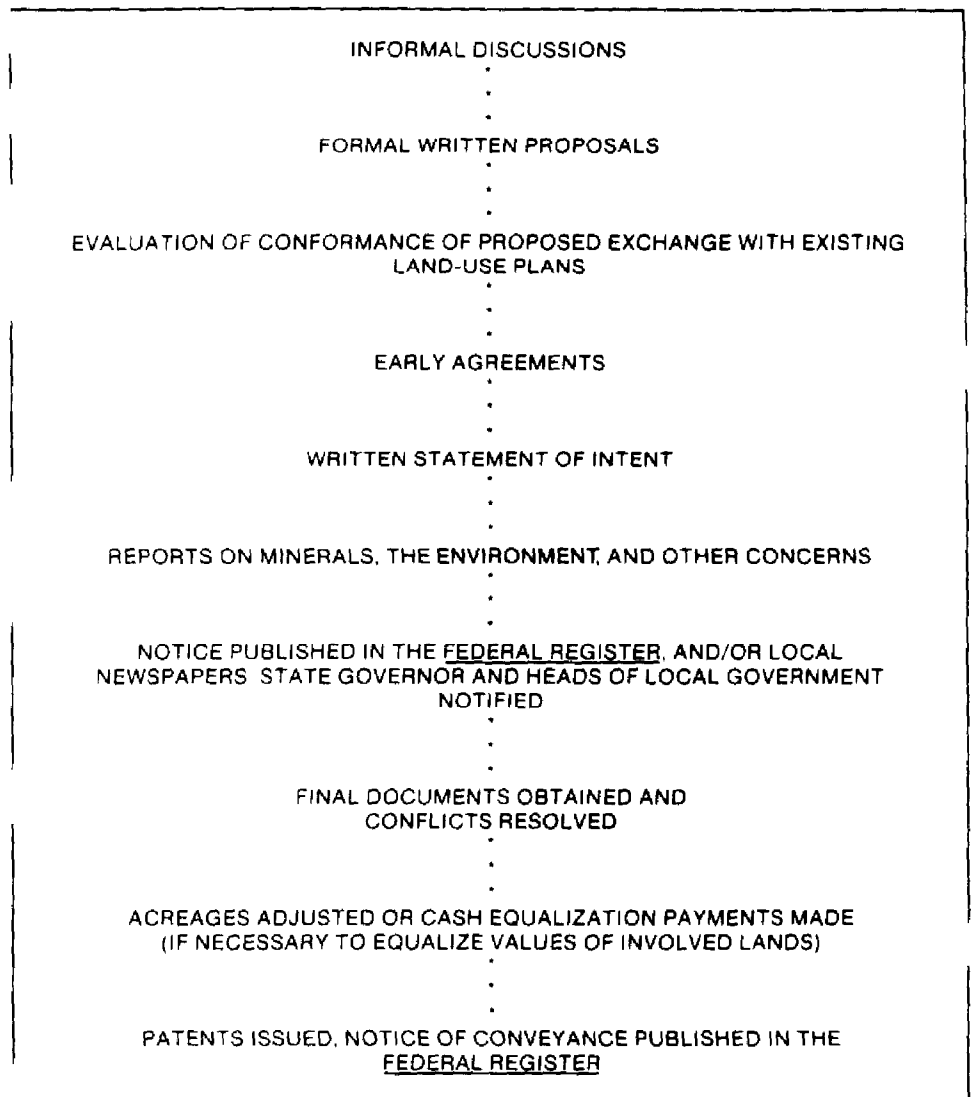 INFORMAL DISCUSSIONS
FORMAL WRITTEN PROPOSALS
EVALUATION OF CONFORMANCE OF PROPOSED EXCHANGE WITH EXISTING
LAND-USE PLANS
EARLY AGREEMENTS
WRITTEN STATEMENT OF INTENT
REPORTS ON MINERALS, THE ENVIRONMENT, AND OTHER CONCERNS
NOTICE PUBLISHED IN THE FEDERAL REGISTER, AND/OR LOCAL
NEWSPAPERS STATE GOVERNOR AND HEADS OF LOCAL GOVERNMENT
NOTIFIED
FINAL DOCUMENTS OBTAINED AND
CONFLICTS RESOLVED
ACREAGES ADJUSTED OR CASH EQUALIZATION PAYMENTS MADE
(IF NECESSARY TO EQUALIZE VALUES OF INVOLVED LANDS)
PATENTS ISSUED, NOTICE OF CONVEYANCE PUBLISHED IN THE
FEDERAL REGISTER